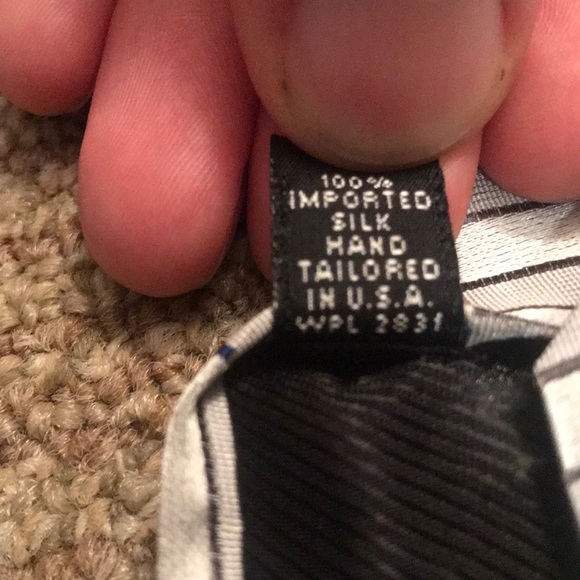 100%
IMPORTED
SILK
HAND
TAILORED
IN U.S.A.
WPL 2831